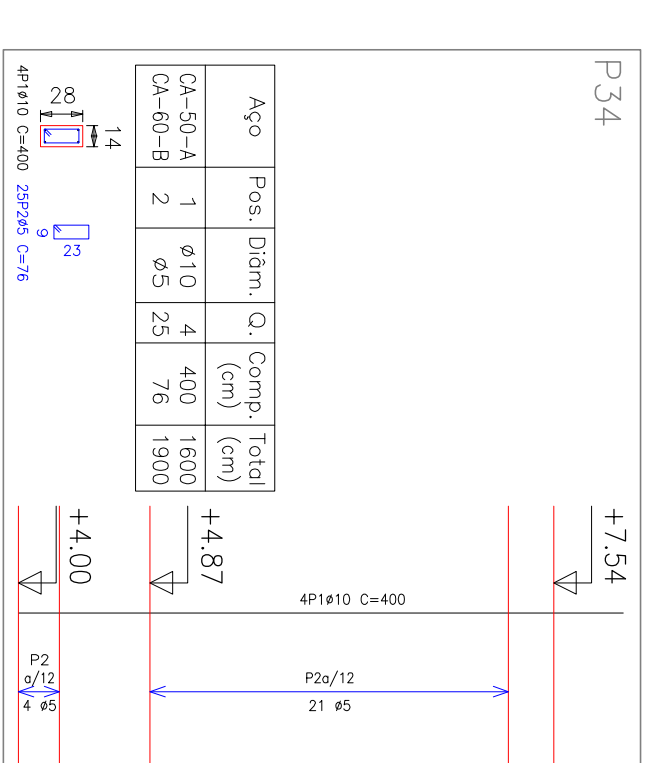 P34
Aço Pos. Diâm. Q. Comp. (cm) Total (cm)
CA-50-A 1 ø10 4 400 1600
CA-60-B 2 ø5 25 76 1900
28
14
9
23
4P1ø10 C=400
25P2ø5 C=76
+7.54
+4.87
+4.00
4P1ø10 C=400
P2a/12
21 ø5
P2
a/12
4 ø5